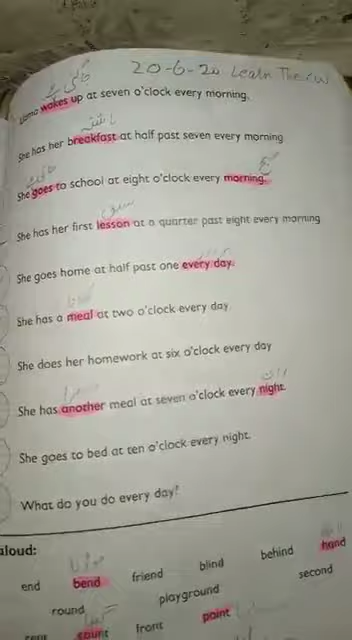 20-6-20 Learn The c.w
wakes up at seven o'clock every morning.
ناشتہ
She has her breakfast at half past seven every morning
صبح
She goes to school at eight o'clock every morning.
سبق
She has her first lesson at a quarter past eight every morning
She goes home at half past one every day.
She has a meal at two o'clock every day
She does her homework at six o'clock every day
She has another meal at seven o'clock every night.
She goes to bed at ten o'clock every night.
What do you do every day?
aloud:
end bend friend blind behind hand
round playground second
count front point